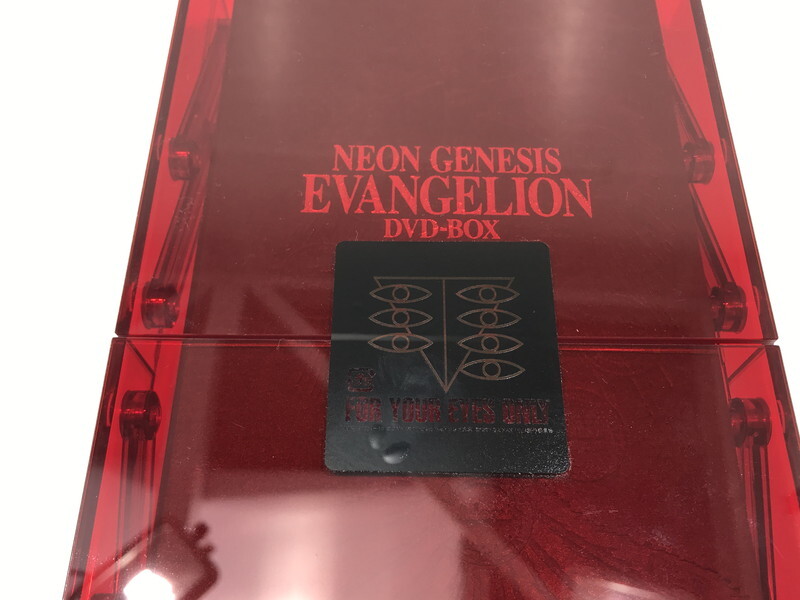 NEON GENESIS
EVANGELION
DVD-BOX
FOR YOUR EYES ONLY